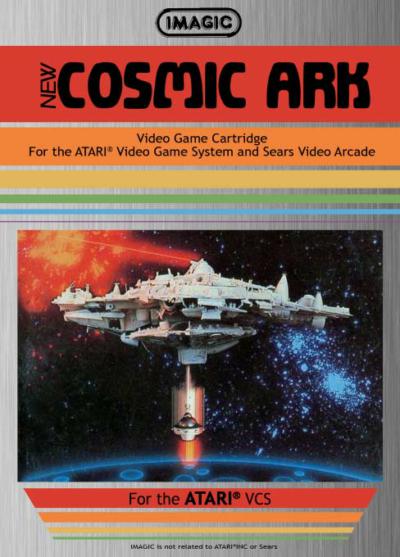 IMAGIC
NEW COSMIC ARK
Video Game Cartridge
For the ATARI® Video Game System and Sears Video Arcade
For the ATARI® VCS
IMAGIC is not related to ATARI®INC or Sears